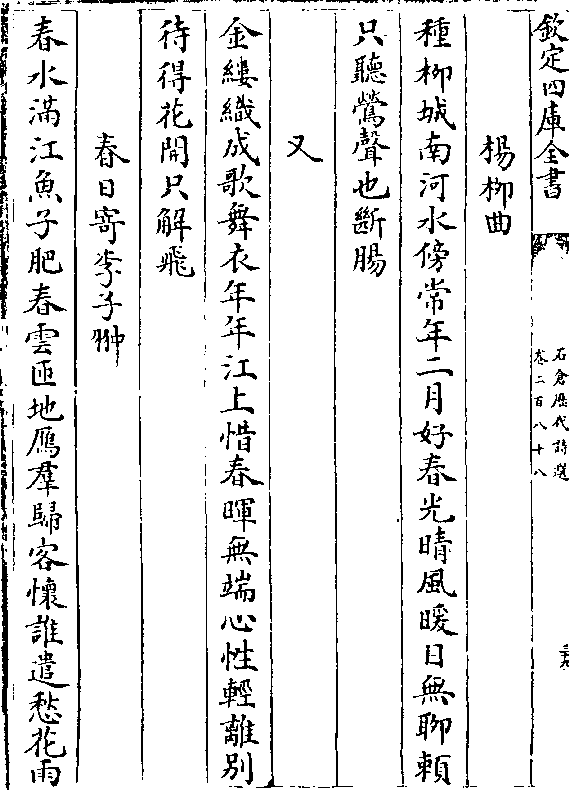 欽定四庫全書
石倉歷代詩選
卷二百八十八
楊柳曲
種柳城南河水傍常年二月好春光晴風暖日無聊賴
只聽鶯聲也斷腸
又
金縷織成歌舞衣年年江上惜春暉無端心性輕離別
待得花開只解飛
春日寄李子翀
春水滿江魚子肥春雲匝地鴈羣歸客懷誰遣愁花雨